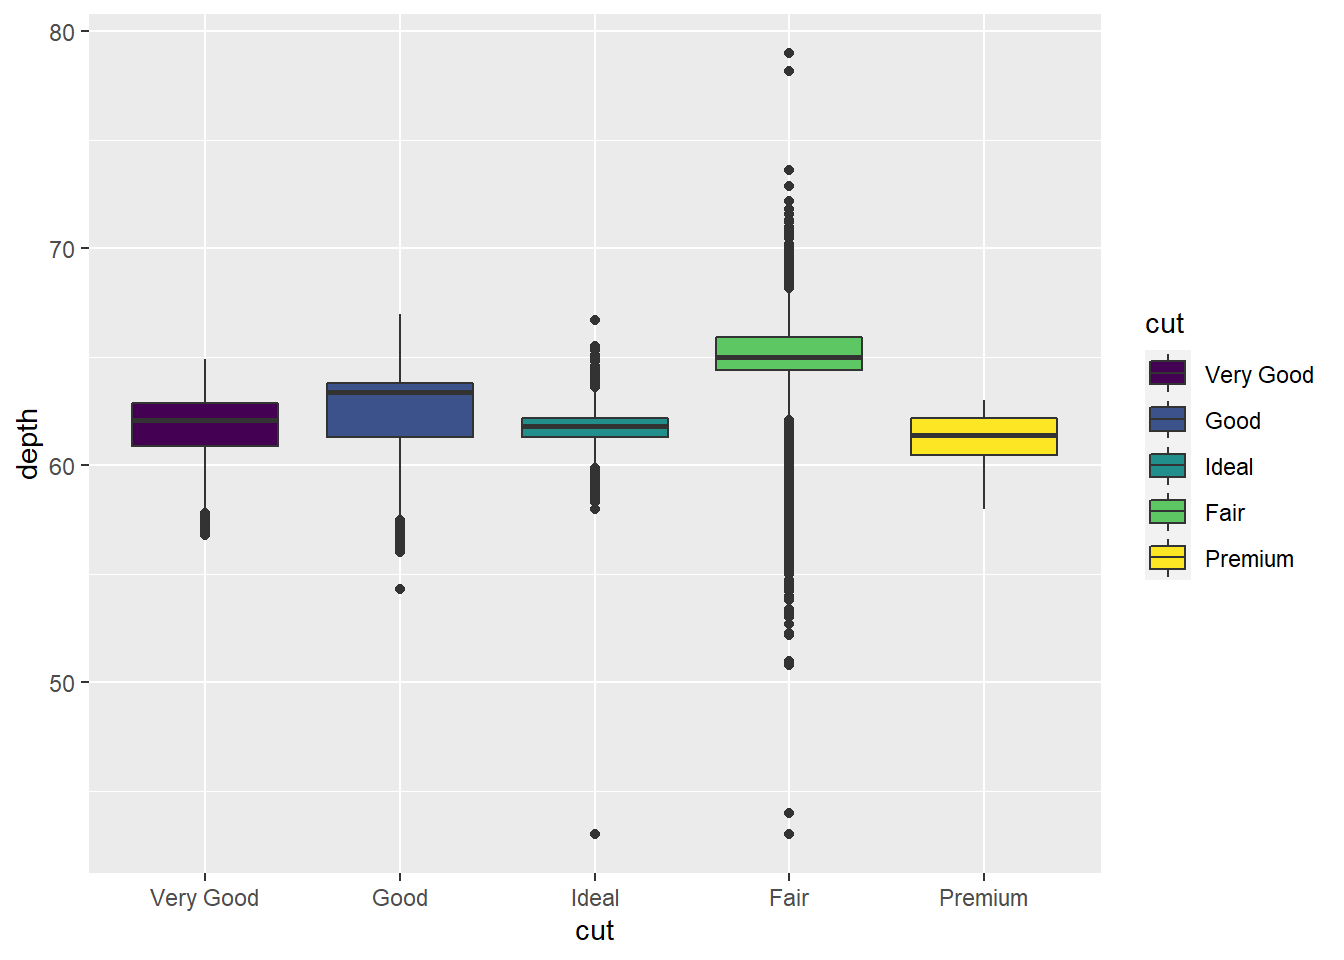 80
70
60
50
depth
Very Good
Good
Ideal
Fair
Premium
cut
cut
Very Good
Good
Ideal
Fair
Premium